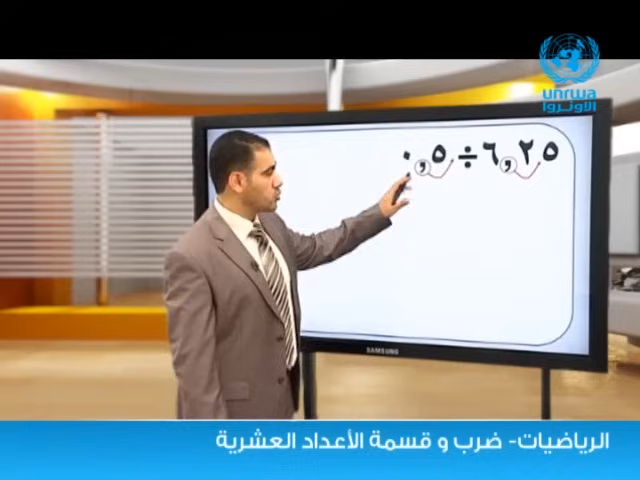 unrwa
الأونروا
٦,٢٥ ÷ ٠,٥
SAMSUNG
الرياضيات- ضرب و قسمة الأعداد العشرية